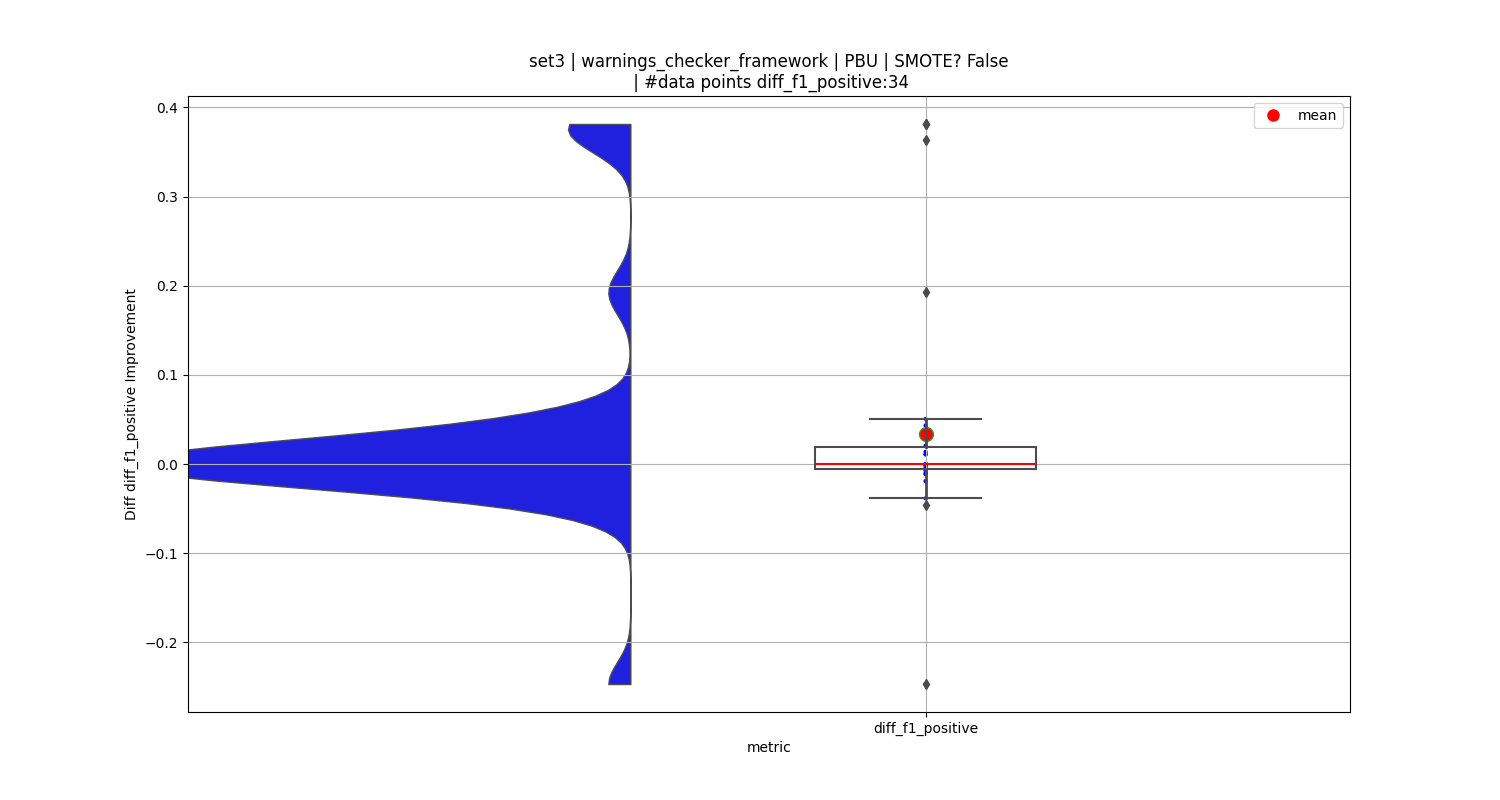 set3 | warnings_checker_framework | PBU | SMOTE? False
| #data points diff_f1_positive:34
mean
0.4
0.3
0.2
0.1
0.0
−0.1
−0.2
Diff diff_f1_positive Improvement
diff_f1_positive
metric